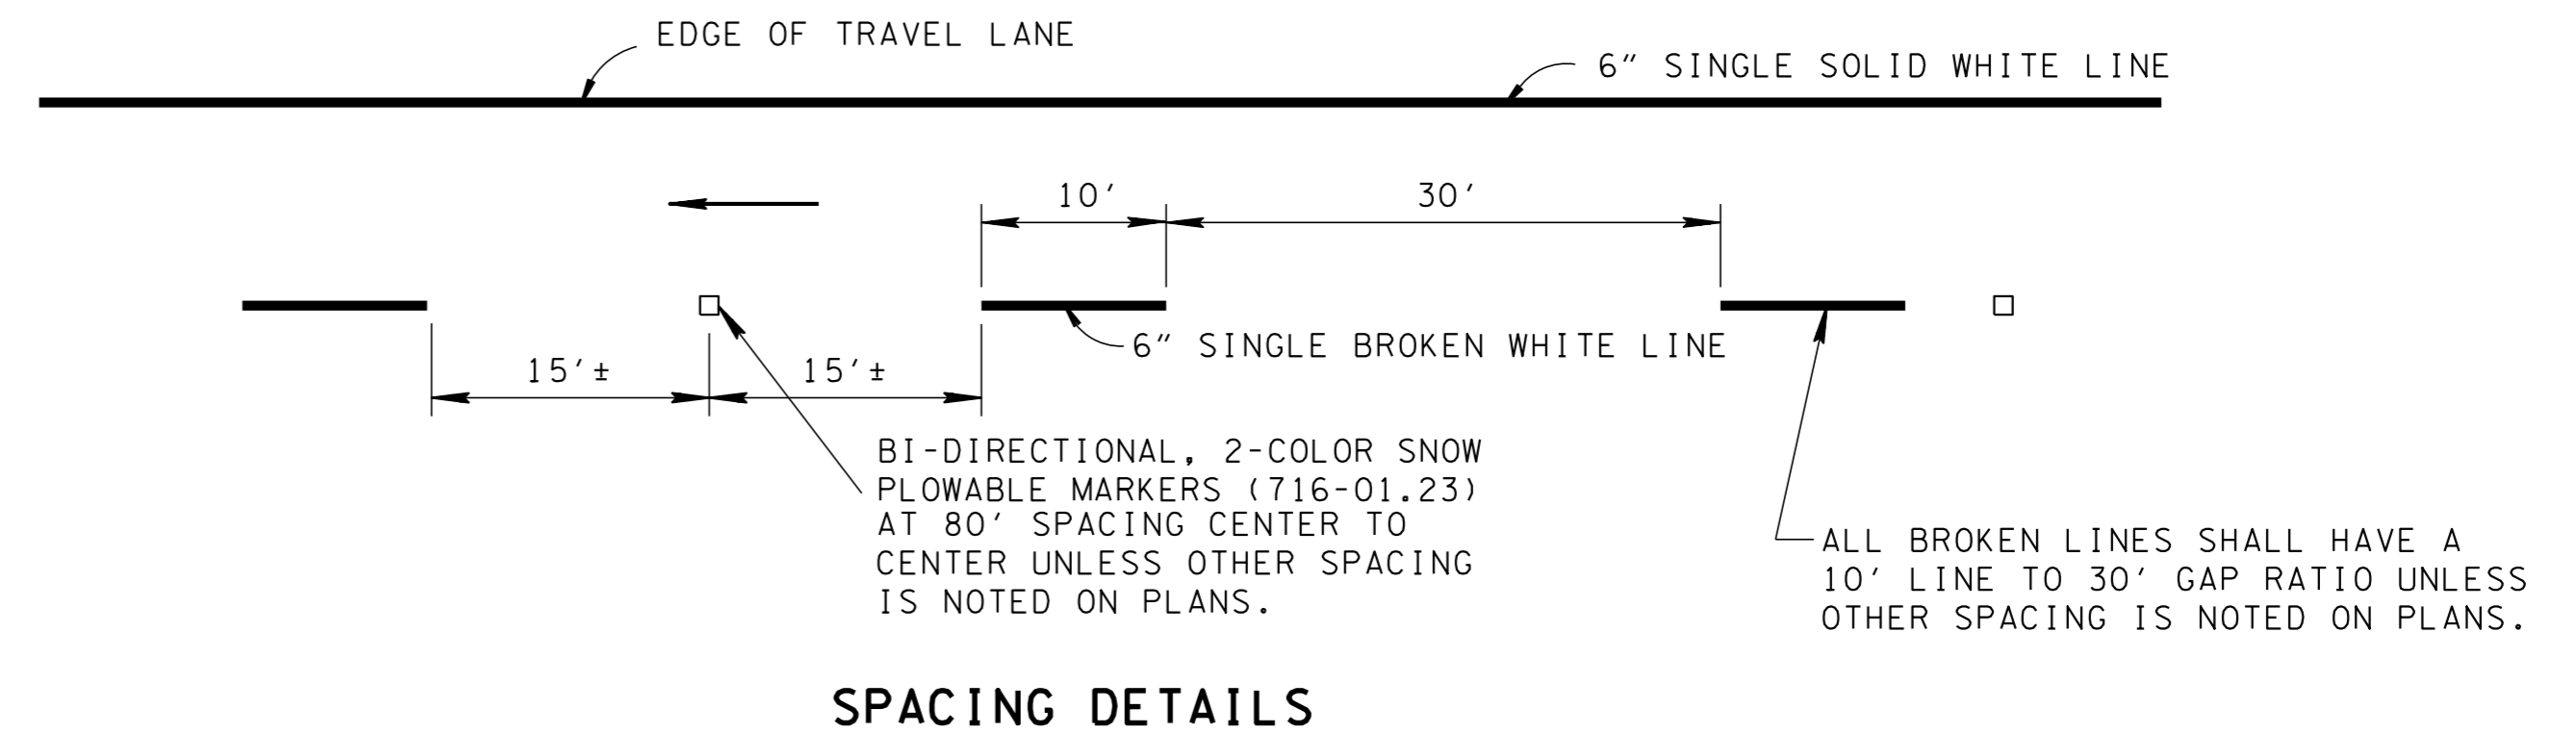 EDGE OF TRAVEL LANE
6" SINGLE SOLID WHITE LINE
10'
30'
6" SINGLE BROKEN WHITE LINE
15'±
15'±
BI-DIRECTIONAL, 2-COLOR SNOW
PLOWABLE MARKERS (716-01.23)
AT 80' SPACING CENTER TO
CENTER UNLESS OTHER SPACING
IS NOTED ON PLANS.
ALL BROKEN LINES SHALL HAVE A
10' LINE TO 30' GAP RATIO UNLESS
OTHER SPACING IS NOTED ON PLANS.
SPACING DETAILS